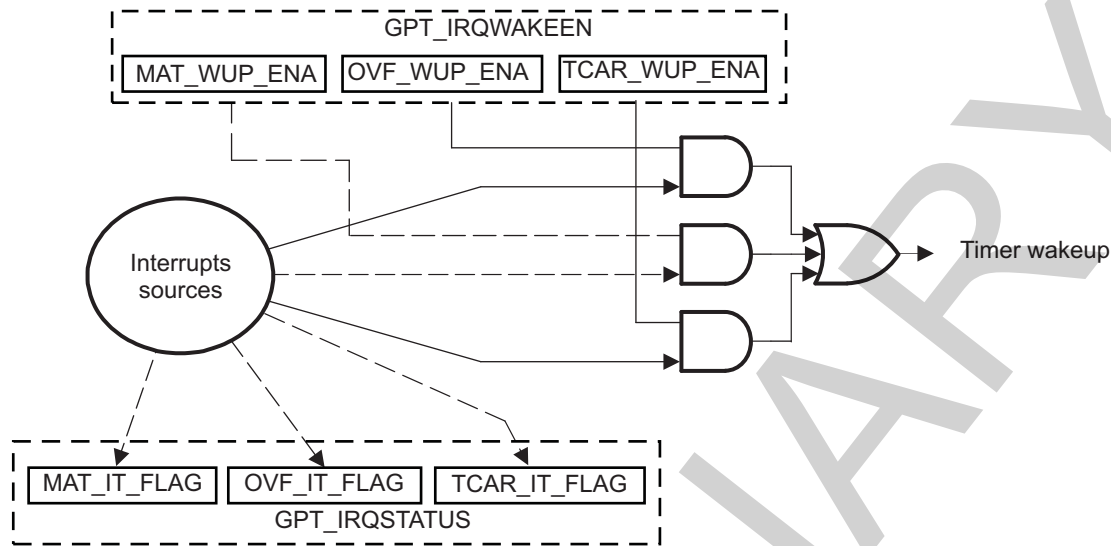 GPT_IRQWAKEEN
MAT_WUP_ENA
OVF_WUP_ENA
TCAR_WUP_ENA
Interrupts
sources
Timer wakeup
MAT_IT_FLAG
OVF_IT_FLAG
TCAR_IT_FLAG
GPT_IRQSTATUS